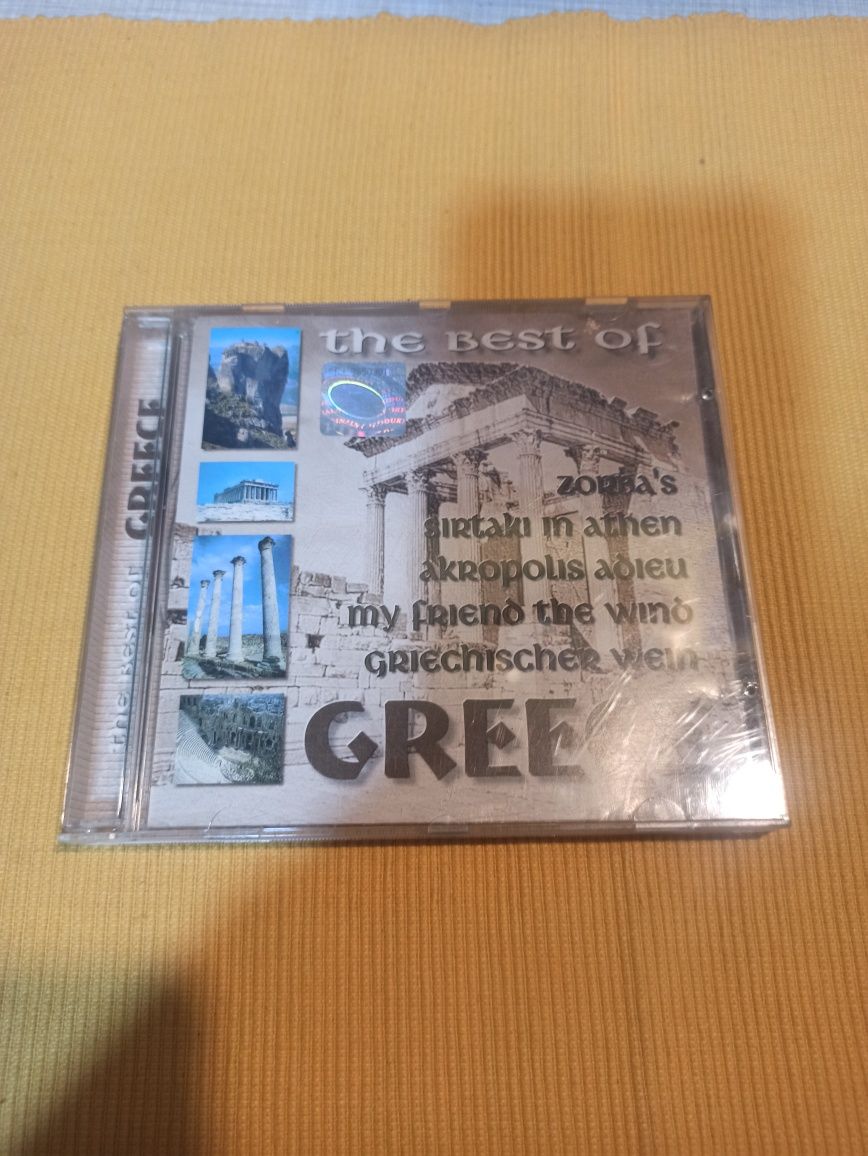 the Best of
GREECE
the Best of
zorba's
sirtaki in athen
akropolis adieu
my friend the wind
griechischer wein
GREECE